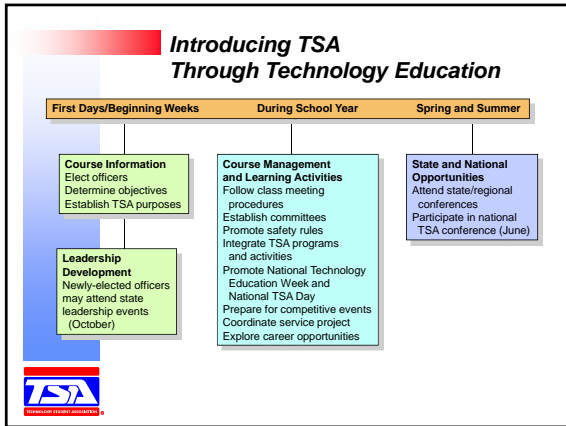 Introducing TSA
Through Technology Education
First Days/Beginning Weeks
During School Year
Spring and Summer
Course Information
Elect officers
Determine objectives
Establish TSA purposes
Leadership
Development
Newly-elected officers
may attend state
leadership events
(October)
Course Management
and Learning Activities
Follow class meeting
procedures
Establish committees
Promote safety rules
Integrate TSA programs
and activities
Promote National Technology
Education Week and
National TSA Day
Prepare for competitive events
Coordinate service project
Explore career opportunities
State and National
Opportunities
Attend state/regional
conferences
Participate in national
TSA conference (June)
TSA
TECHNOLOGY STUDENT ASSOCIATION®